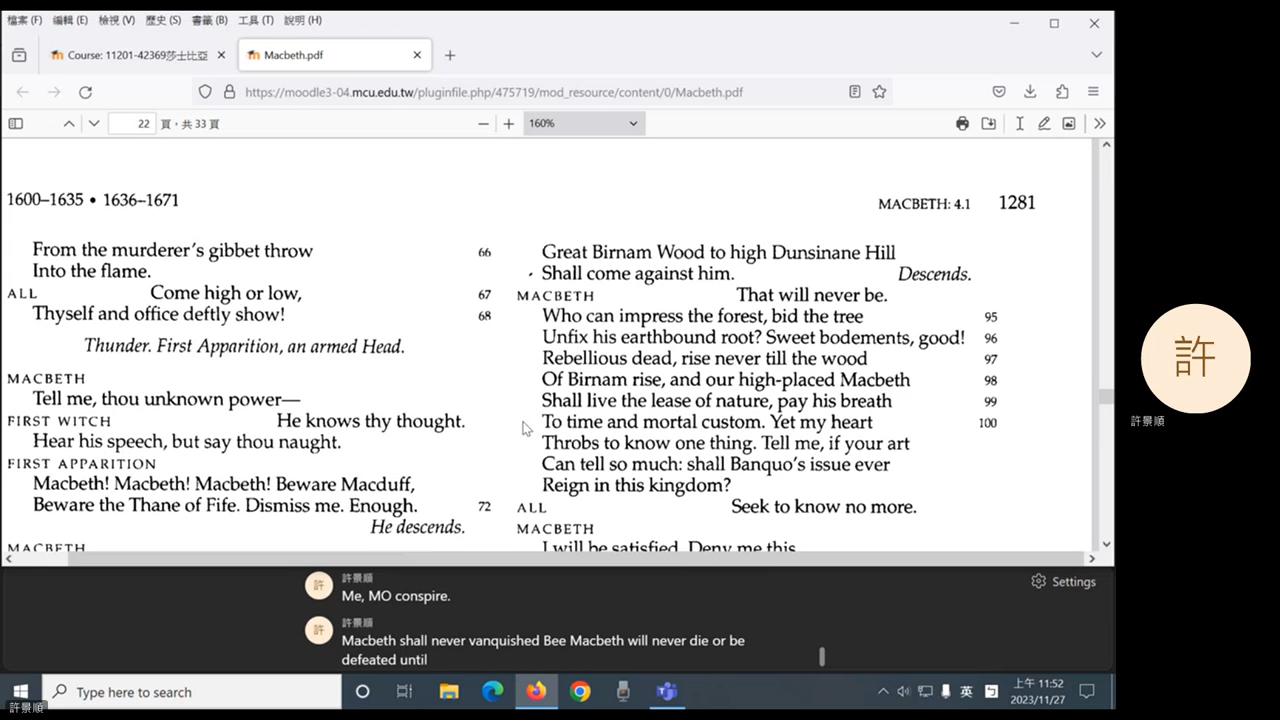 檔案 (F) 編輯 (E) 檢視 (V) 歷史 (S) 書籤 (B) 工具 (T) 說明 (H)
Course: 11201-42369莎士比亞
Macbeth.pdf
https://moodle3-04.mcu.edu.tw/pluginfile.php/475719/mod_resource/content/0/Macbeth.pdf
22 頁，共 33 頁
160%
1600–1635 • 1636–1671
From the murderer's gibbet throw 66
Into the flame.
ALL Come high or low, 67
Thyself and office deftly show! 68
Thunder. First Apparition, an armed Head.
MACBETH
Tell me, thou unknown power—
FIRST WITCH He knows thy thought.
Hear his speech, but say thou naught.
FIRST APPARITION
Macbeth! Macbeth! Macbeth! Beware Macduff,
Beware the Thane of Fife. Dismiss me. Enough. 72
He descends.
MACBETH
MACBETH: 4.1 1281
Great Birnam Wood to high Dunsinane Hill
Shall come against him. Descends.
MACBETH That will never be.
Who can impress the forest, bid the tree 95
Unfix his earthbound root? Sweet bodements, good! 96
Rebellious dead, rise never till the wood 97
Of Birnam rise, and our high-placed Macbeth 98
Shall live the lease of nature, pay his breath 99
To time and mortal custom. Yet my heart 100
Throbs to know one thing. Tell me, if your art
Can tell so much: shall Banquo's issue ever
Reign in this kingdom?
ALL Seek to know no more.
MACBETH
I will be satisfied. Deny me this,
許
許景順
許 許景順
Me, MO conspire.
許 許景順
Macbeth shall never vanquished Bee Macbeth will never die or be
defeated until
Settings
Type here to search
英
上午 11:52
2023/11/27
許景順